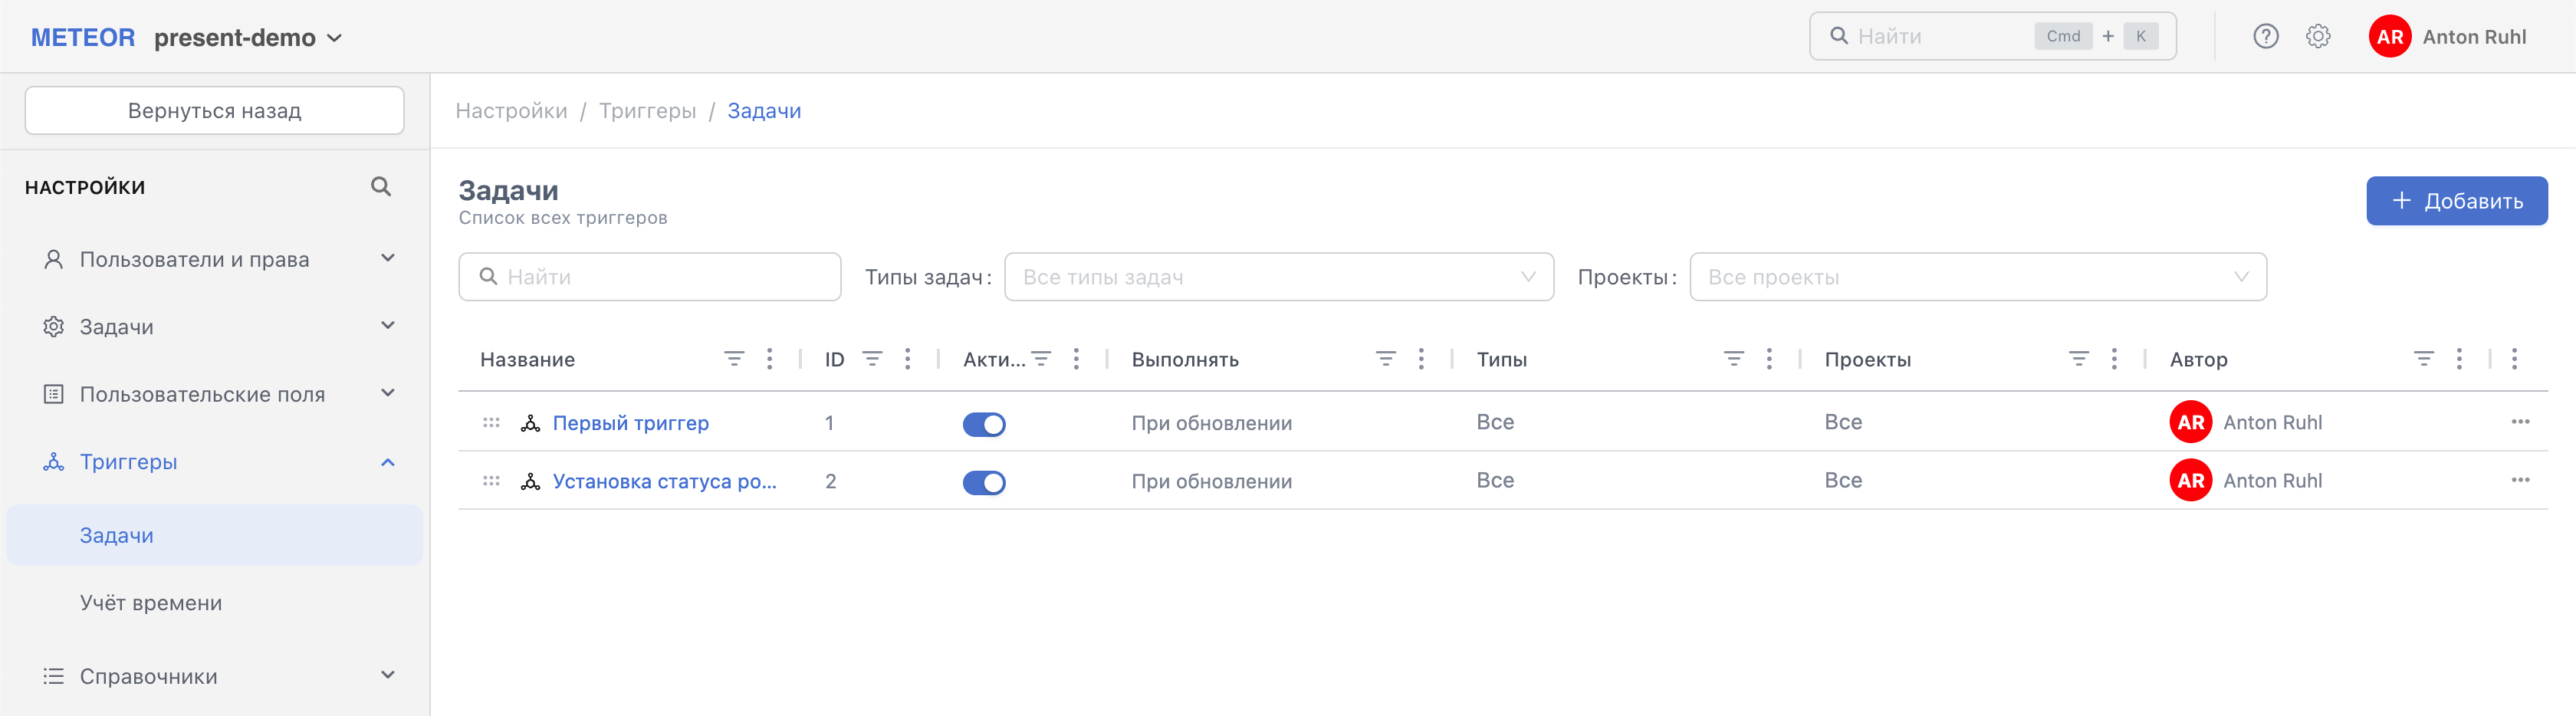 METEOR present-demo
Найти Cmd + K
AR Anton Ruhl
Вернуться назад
Настройки / Триггеры / Задачи
НАСТРОЙКИ
Пользователи и права
Задачи
Пользовательские поля
Триггеры
Задачи
Учёт времени
Справочники
Задачи
Список всех триггеров
+ Добавить
Найти
Типы задач: Все типы задач
Проекты: Все проекты
Название ID Акти... Выполнять Типы Проекты Автор
Первый триггер 1 При обновлении Все Все AR Anton Ruhl
Установка статуса ро... 2 При обновлении Все Все AR Anton Ruhl